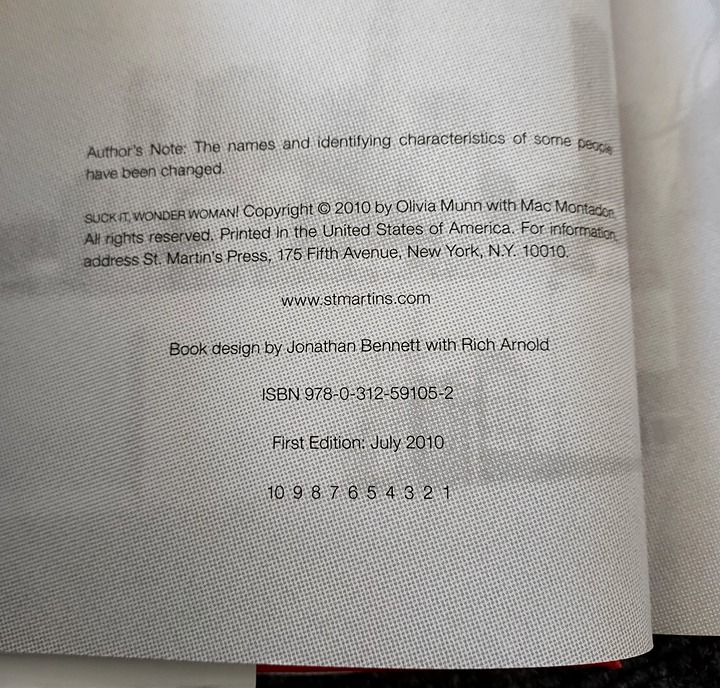 Author's Note: The names and identifying characteristics of some people
have been changed.
SUCK IT, WONDER WOMAN! Copyright © 2010 by Olivia Munn with Mac Montandon.
All rights reserved. Printed in the United States of America. For information,
address St. Martin's Press, 175 Fifth Avenue, New York, N.Y. 10010.
www.stmartins.com
Book design by Jonathan Bennett with Rich Arnold
ISBN 978-0-312-59105-2
First Edition: July 2010
10 9 8 7 6 5 4 3 2 1